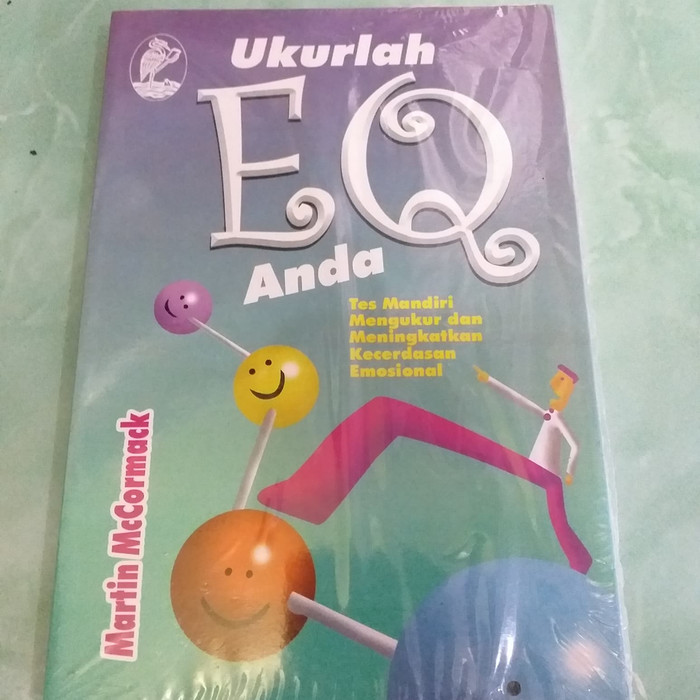 Ukurlah
EQ
Anda
Tes Mandiri
Mengukur dan
Meningkatkan
Kecerdasan
Emosional
Martin McCormack